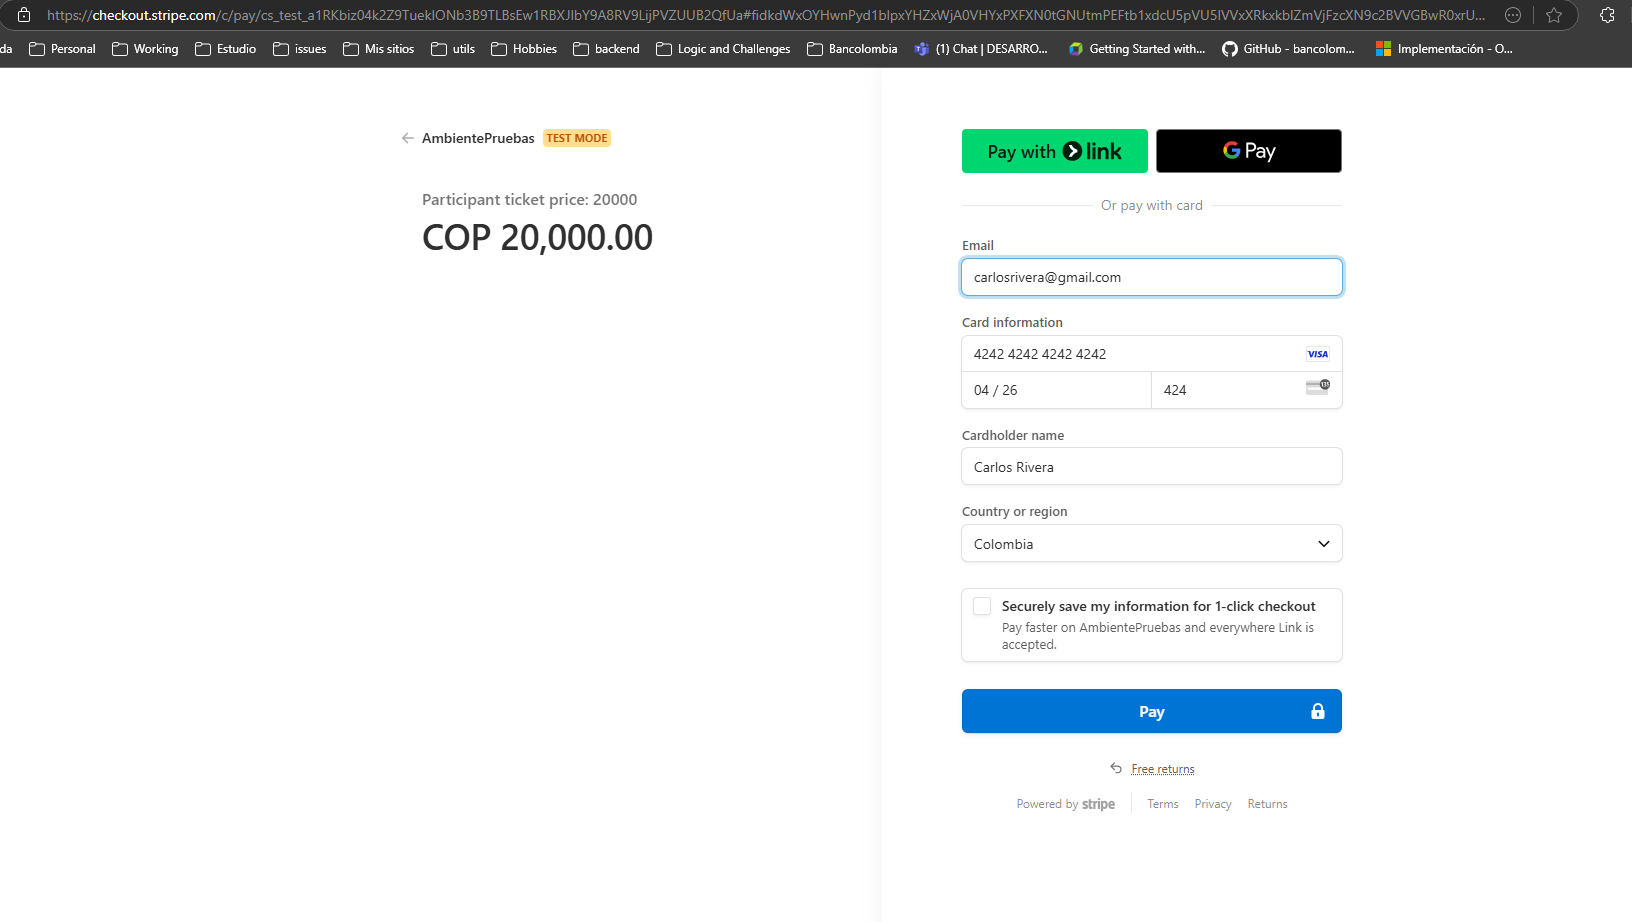 https://checkout.stripe.com/c/pay/cs_test_a1RKbiz04k2Z9TuekIONb3B9TLBsEw1RBXJIbY9A8RV9LijPVZUUB2QfUa#fidkdWxOYHwnPyd1blpxYHZxWjA0VHYxPXFXN0tGNUtmPEFtb1xdcU5pVU5IVVxXRkxkblZmVjFzcXN9c2BVVGBwR0xrU...
da Personal Working Estudio issues Mis sitios utils Hobbies backend Logic and Challenges Bancolombia (1) Chat | DESARRO... Getting Started with... GitHub - bancolom... Implementación - O...
AmbientePruebas TEST MODE
Participant ticket price: 20000
COP 20,000.00
Pay with link
G Pay
Or pay with card
Email
carlosrivera@gmail.com
Card information
4242 4242 4242 4242 VISA
04 / 26
424 135
Cardholder name
Carlos Rivera
Country or region
Colombia
Securely save my information for 1-click checkout
Pay faster on AmbientePruebas and everywhere Link is
accepted.
Pay
Free returns
Powered by stripe Terms Privacy Returns